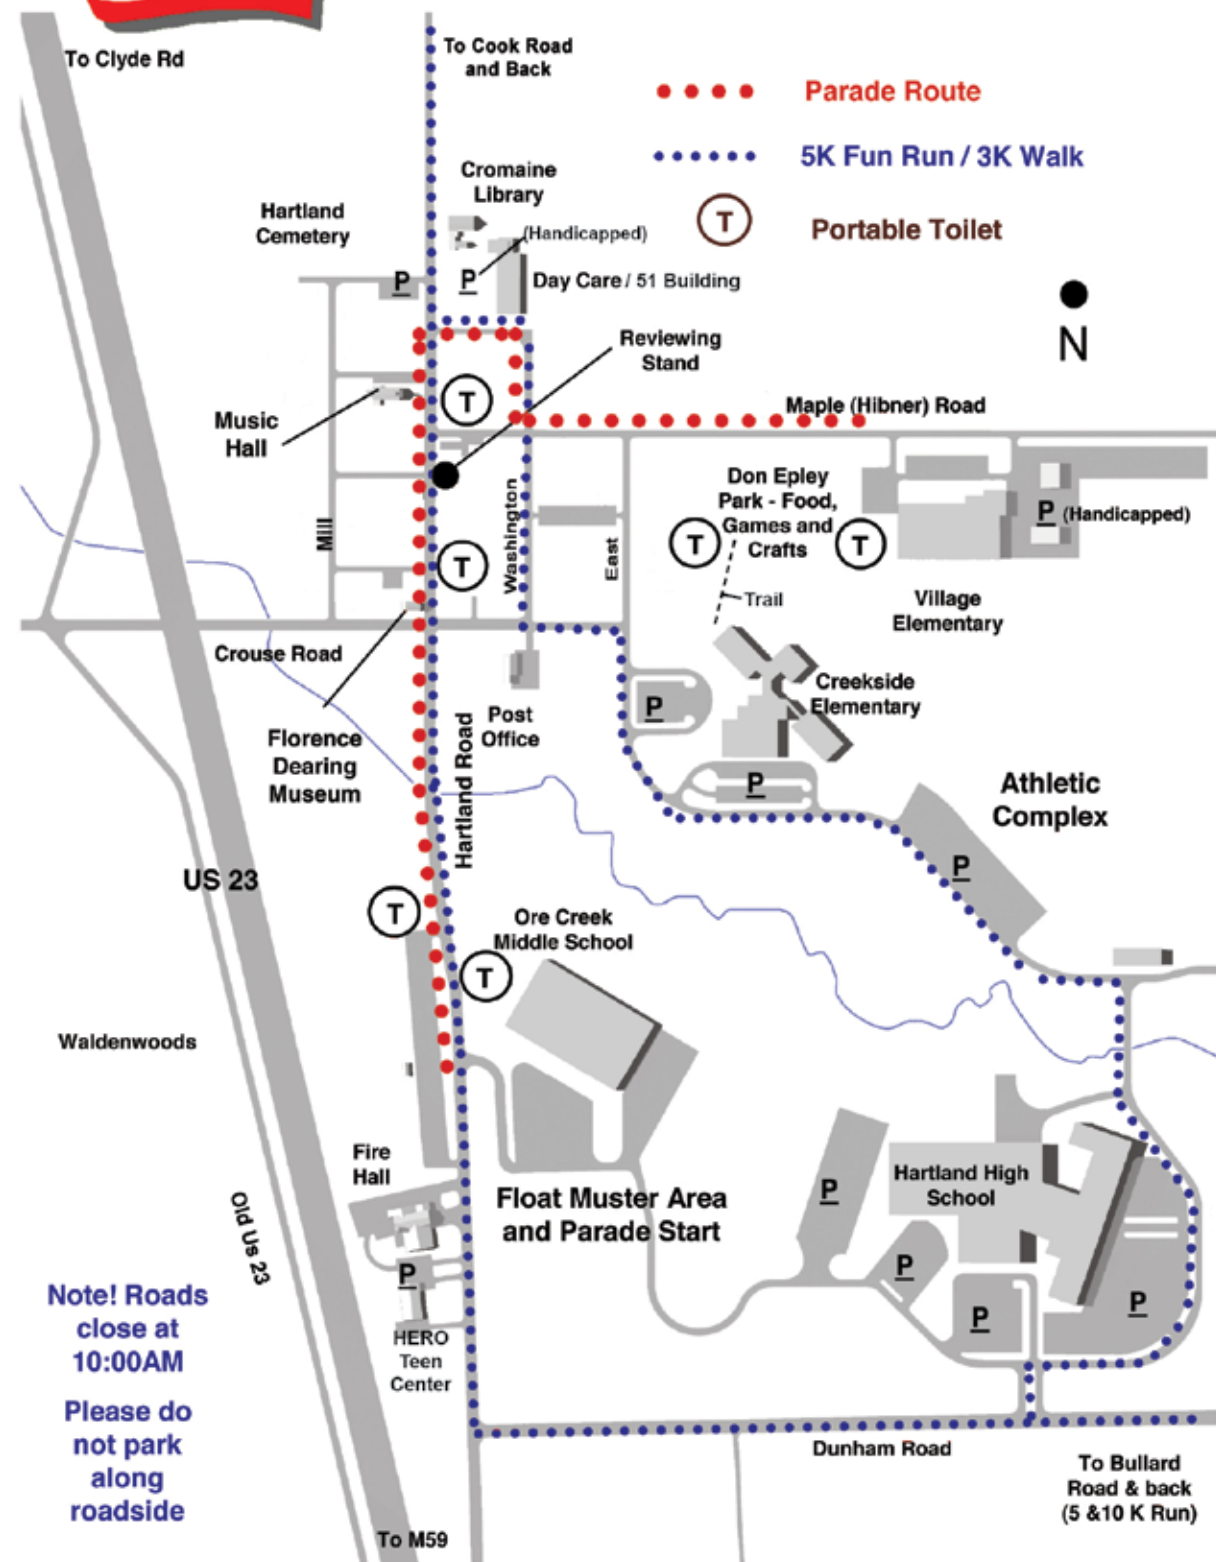 To Clyde Rd
To Cook Road
and Back
Parade Route
5K Fun Run / 3K Walk
T
Portable Toilet
Cromaine
Library
Hartland
Cemetery
(Handicapped)
P
P
Day Care / 51 Building
N
Reviewing
Stand
T
Music
Hall
Maple (Hibner) Road
Don Epley
Park - Food,
Games and
Crafts
T
T
P (Handicapped)
Mill
Washington
East
T
Trail
Village
Elementary
Crouse Road
Creekside
Elementary
P
Post
Office
Florence
Dearing
Museum
Hartland Road
P
Athletic
Complex
P
US 23
T
Ore Creek
Middle School
T
Waldenwoods
Fire
Hall
Hartland High
School
P
Float Muster Area
and Parade Start
Old Us 23
P
P
P
P
Note! Roads
close at
10:00AM
Please do
not park
along
roadside
HERO
Teen
Center
Dunham Road
To Bullard
Road & back
(5 &10 K Run)
To M59